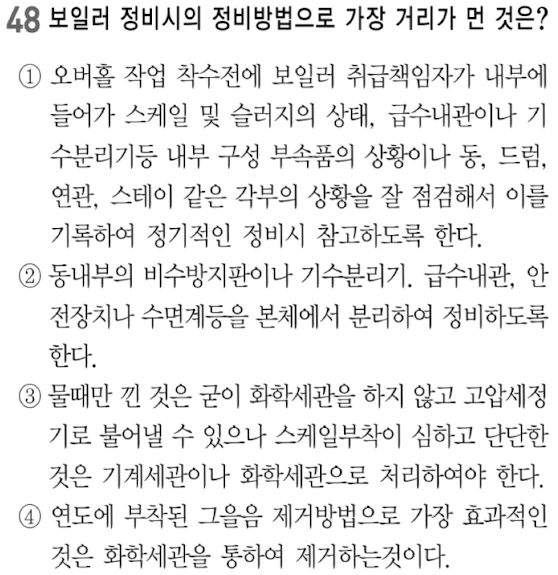 48 보일러 정비시의 정비방법으로 가장 거리가 먼 것은?
① 오버홀 작업 착수전에 보일러 취급책임자가 내부에
들어가 스케일 및 슬러지의 상태, 급수내관이나 기
수분리기등 내부 구성 부속품의 상황이나 동, 드럼,
연관, 스테이 같은 각부의 상황을 잘 점검해서 이를
기록하여 정기적인 정비시 참고하도록 한다.
② 동내부의 비수방지판이나 기수분리기. 급수내관, 안
전장치나 수면계등을 본체에서 분리하여 정비하도록
한다.
③ 물때만 낀 것은 굳이 화학세관을 하지 않고 고압세정
기로 불어낼 수 있으나 스케일부착이 심하고 단단한
것은 기계세관이나 화학세관으로 처리하여야 한다.
④ 연도에 부착된 그을음 제거방법으로 가장 효과적인
것은 화학세관을 통하여 제거하는것이다.